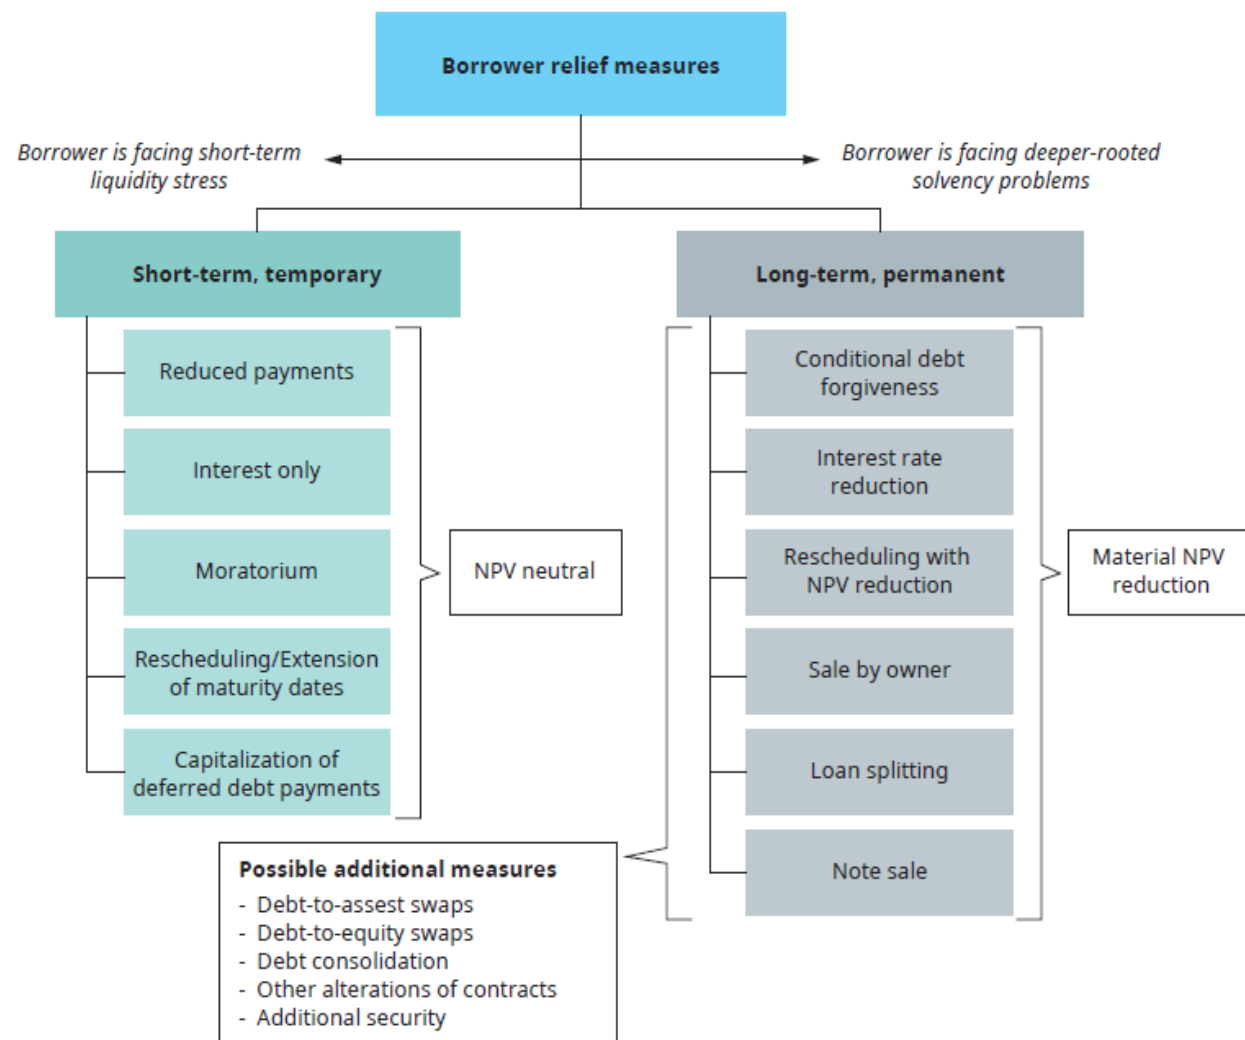 Borrower relief measures
Borrower is facing short-term
liquidity stress
Borrower is facing deeper-rooted
solvency problems
Short-term, temporary
Reduced payments
Interest only
Moratorium
Rescheduling/Extension
of maturity dates
Capitalization of
deferred debt payments
NPV neutral
Long-term, permanent
Conditional debt
forgiveness
Interest rate
reduction
Rescheduling with
NPV reduction
Sale by owner
Loan splitting
Note sale
Material NPV
reduction
Possible additional measures
- Debt-to-assest swaps
- Debt-to-equity swaps
- Debt consolidation
- Other alterations of contracts
- Additional security